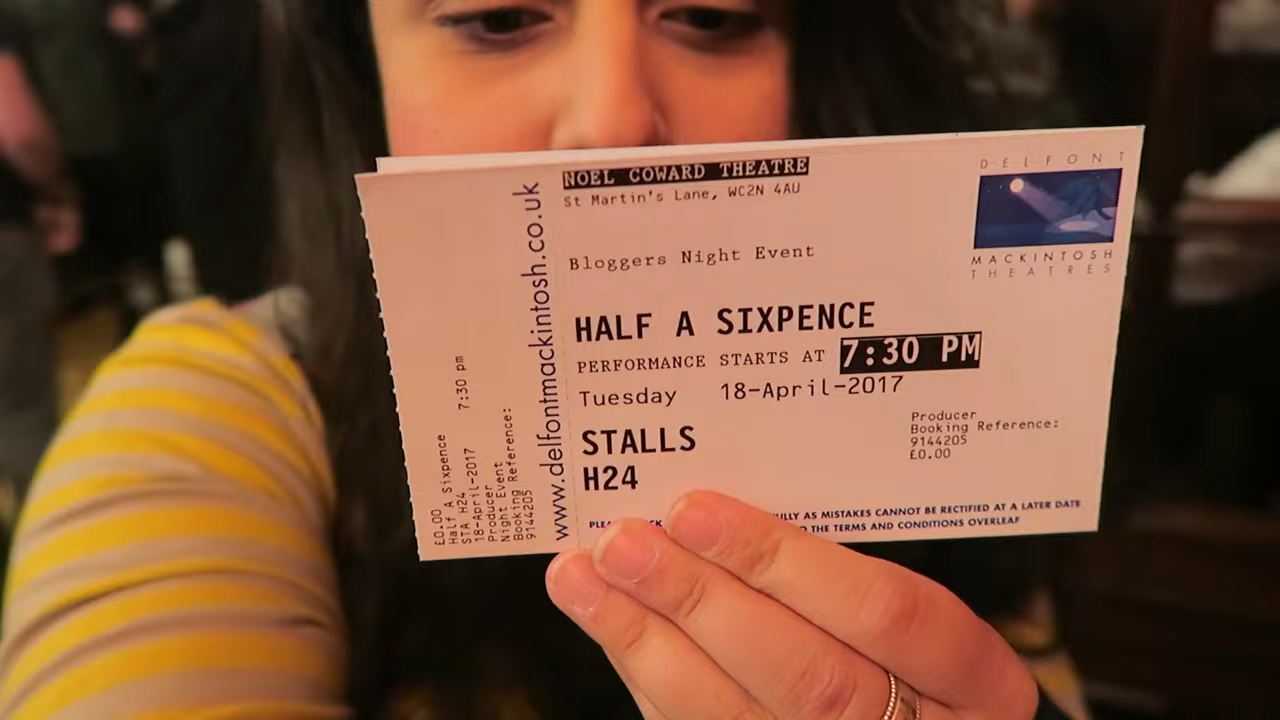 £0.00
Half A Sixpence
STA H24 7:30 pm
18-April-2017
Producer
Night Event
Booking Reference:
9144205
www.delfontmackintosh.co.uk
NOEL COWARD THEATRE
St Martin's Lane, WC2N 4AU
Bloggers Night Event
HALF A SIXPENCE
PERFORMANCE STARTS AT 7:30 PM
Tuesday 18-April-2017
STALLS
H24
DELFONT
MACKINTOSH
THEATRES
Producer
Booking Reference:
9144205
£0.00
AS MISTAKES CANNOT BE RECTIFIED AT A LATER DATE
THE TERMS AND CONDITIONS OVERLEAF